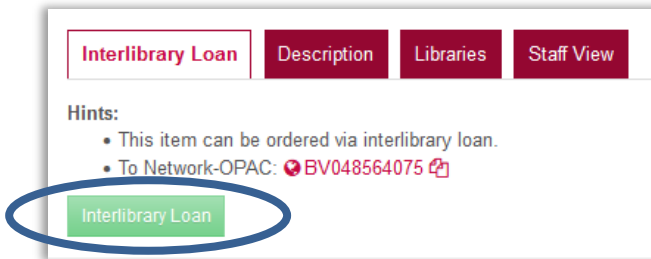 Interlibrary Loan Description Libraries Staff View
Hints:
• This item can be ordered via interlibrary loan.
• To Network-OPAC: BV048564075
Interlibrary Loan